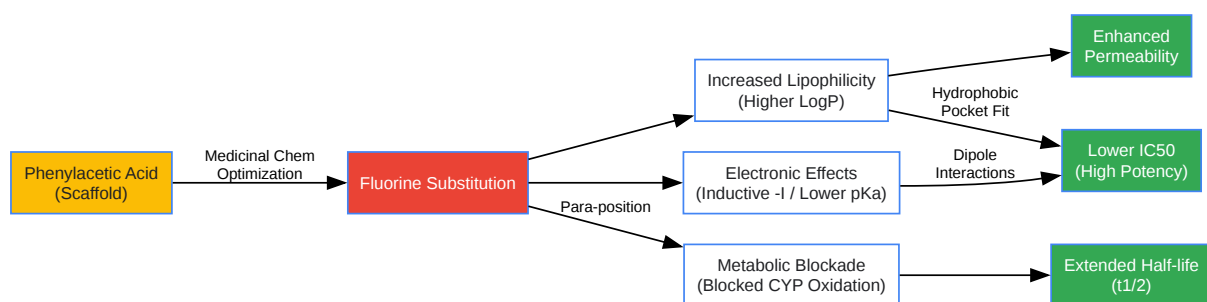 Phenylacetic Acid
(Scaffold)
Medicinal Chem
Optimization
Fluorine Substitution
Para-position
Increased Lipophilicity
(Higher LogP)
Electronic Effects
(Inductive -I / Lower pKa)
Metabolic Blockade
(Blocked CYP Oxidation)
Hydrophobic
Pocket Fit
Dipole
Interactions
Enhanced
Permeability
Lower IC50
(High Potency)
Extended Half-life
(t1/2)